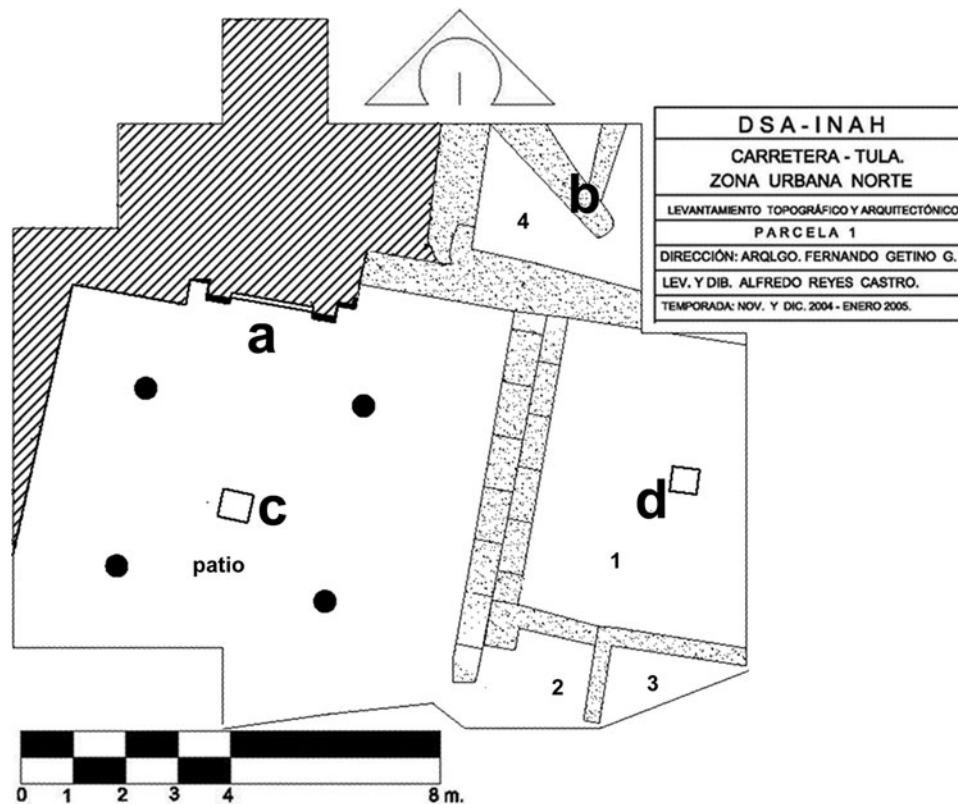 DSA-INAH
CARRETERA - TULA.
ZONA URBANA NORTE
LEVANTAMIENTO TOPOGRÁFICO Y ARQUITECTÓNICO
PARCELA 1
DIRECCIÓN: ARQLGO. FERNANDO GETINO G.
LEV. Y DIB. ALFREDO REYES CASTRO.
TEMPORADA: NOV. Y DIC. 2004 - ENERO 2005.
b
4
a
c
d
patio
1
2
3
0 1 2 3 4 8 m.